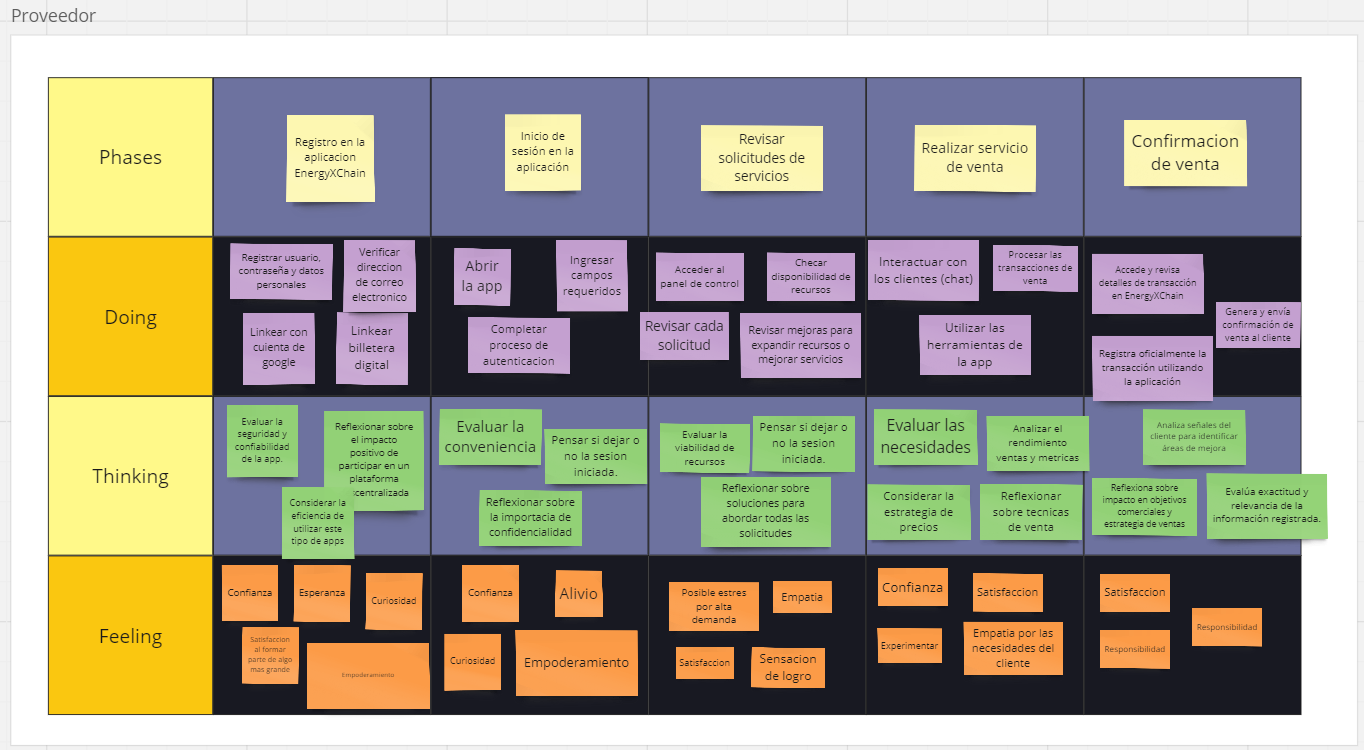 Proveedor
Phases
Registro en la
aplicacion
EnergyXChain
Inicio de
sesión en la
aplicación
Revisar
solicitudes de
servicios
Realizar servicio
de venta
Confirmacion
de venta
Doing
Registrar usuario,
contraseña y datos
personales
Verificar
direccion
de correo
electronico
Linkear con
cuienta de
google
Linkear
billetera
digital
Abrir
la app
Ingresar
campos
requeridos
Completar
proceso de
autenticacion
Acceder al
panel de control
Checar
disponibilidad de
recursos
Revisar cada
solicitud
Revisar mejoras para
expandir recursos o
mejorar servicios
Interactuar con
los clientes (chat)
Procesar las
transacciones de
venta
Utilizar las
herramientas de
la app
Accede y revisa
detalles de transacción
en EnergyXChain
Genera y envía
confirmación de
venta al cliente
Registra oficialmente la
transacción utilizando
la aplicación
Thinking
Evaluar la
seguridad y
confiabilidad
de la app.
Reflexionar sobre
el impacto
positivo de
participar en un
plataforma
Considerar la
eficiencia de
utilizar este
tipo de apps
Evaluar la
conveniencia
Pensar si dejar o
no la sesion
iniciada.
Reflexionar sobre
la importacia de
confidencialidad
Evaluar la
viabilidad de
recursos
Pensar si dejar o
no la sesion
iniciada.
Reflexionar sobre
soluciones para
abordar todas las
solicitudes
Evaluar las
necesidades
Analizar el
rendimiento
ventas y metricas
Considerar la
estrategia de
precios
Reflexionar
sobre tecnicas
de venta
Analiza señales del
cliente para identificar
áreas de mejora
Reflexiona sobre
impacto en objetivos
comerciales y
estrategia de ventas
Evalúa exactitud y
relevancia de la
información registrada.
Feeling
Confianza
Esperanza
Curiosidad
Satisfaccion
al formar
parte de algo
mas grande
Empoderamiento
Confianza
Alivio
Curiosidad
Empoderamiento
Posible estres
por alta
demanda
Empatia
Satisfaccion
Sensacion
de logro
Confianza
Satisfaccion
Experimentar
Empatia por las
necesidades del
cliente
Satisfaccion
Responsibilidad
Responsibilidad